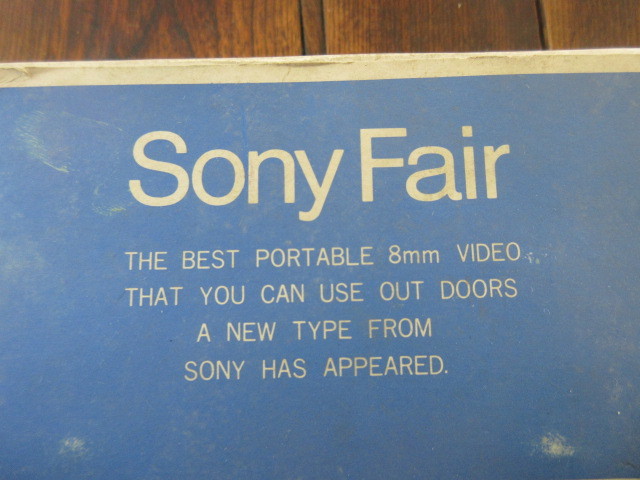 Sony Fair
THE BEST PORTABLE 8mm VIDEO
THAT YOU CAN USE OUT DOORS
A NEW TYPE FROM
SONY HAS APPEARED.